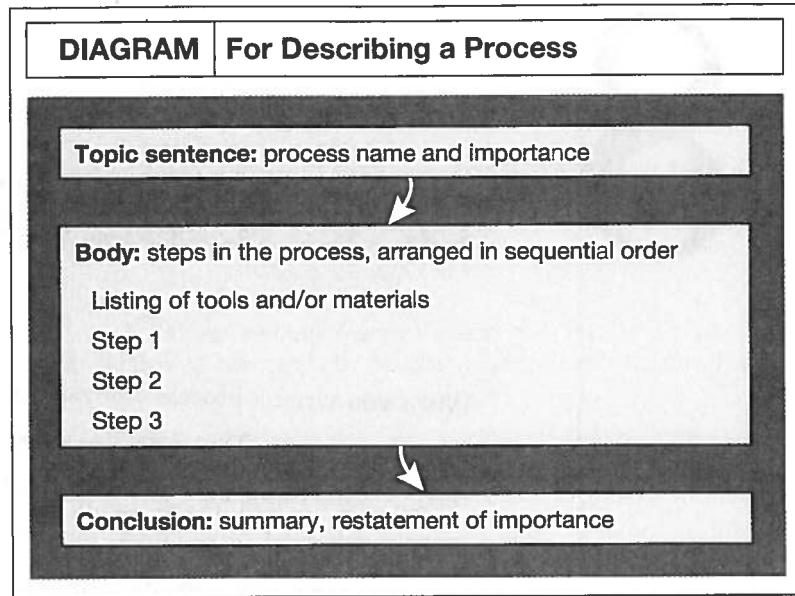 DIAGRAM For Describing a Process
Topic sentence: process name and importance
Body: steps in the process, arranged in sequential order
Listing of tools and/or materials
Step 1
Step 2
Step 3
Conclusion: summary, restatement of importance